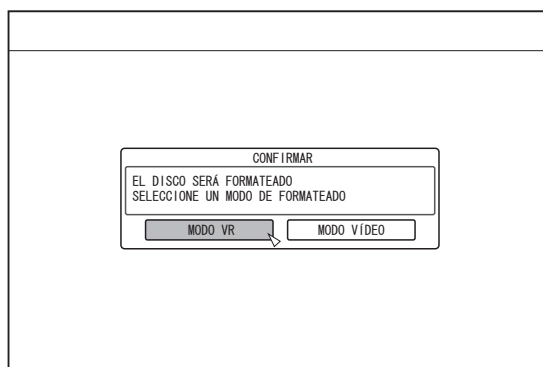 CONFIRMAR
EL DISCO SERÁ FORMATEADO
SELECCIONE UN MODO DE FORMATEADO
MODO VR
MODO VÍDEO